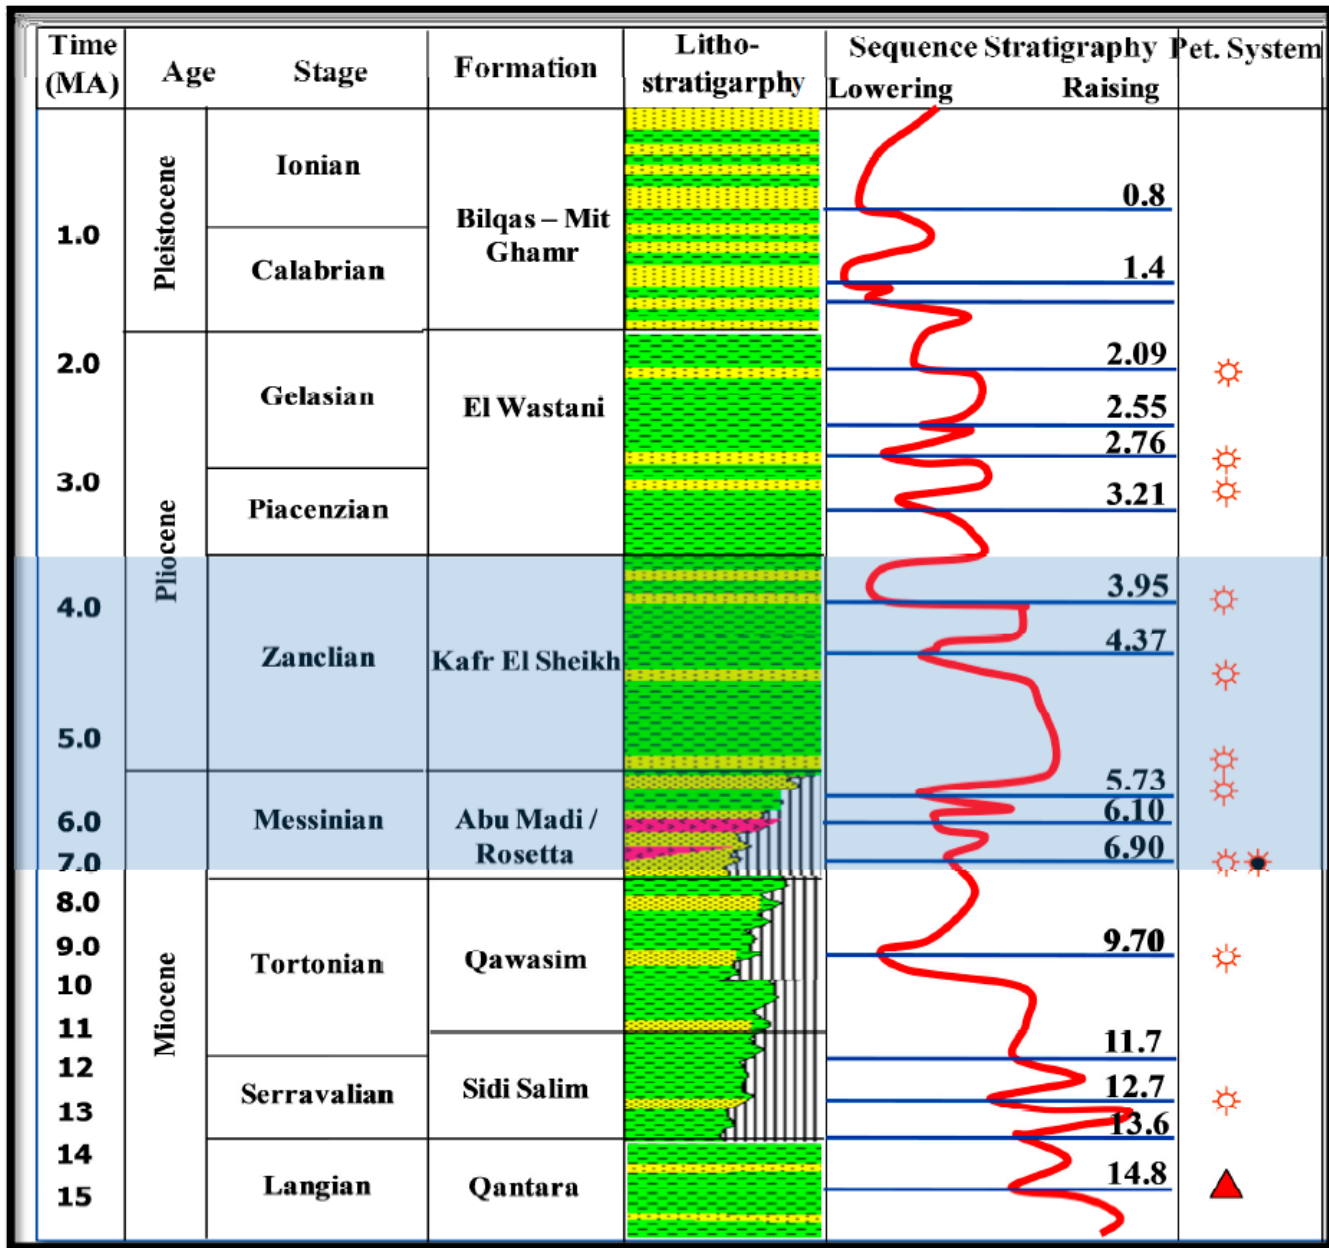 Time (MA)
Age
Stage
Formation
Litho-
stratigarphy
Sequence Stratigraphy
Lowering Raising
Pet. System
1.0
2.0
3.0
4.0
5.0
6.0
7.0
8.0
9.0
10
11
12
13
14
15
Pleistocene
Pliocene
Miocene
Ionian
Calabrian
Gelasian
Piacenzian
Zanclian
Messinian
Tortonian
Serravalian
Langian
Bilqas – Mit
Ghamr
El Wastani
Kafr El Sheikh
Abu Madi /
Rosetta
Qawasim
Sidi Salim
Qantara
0.8
1.4
2.09
2.55
2.76
3.21
3.95
4.37
5.73
6.10
6.90
9.70
11.7
12.7
13.6
14.8